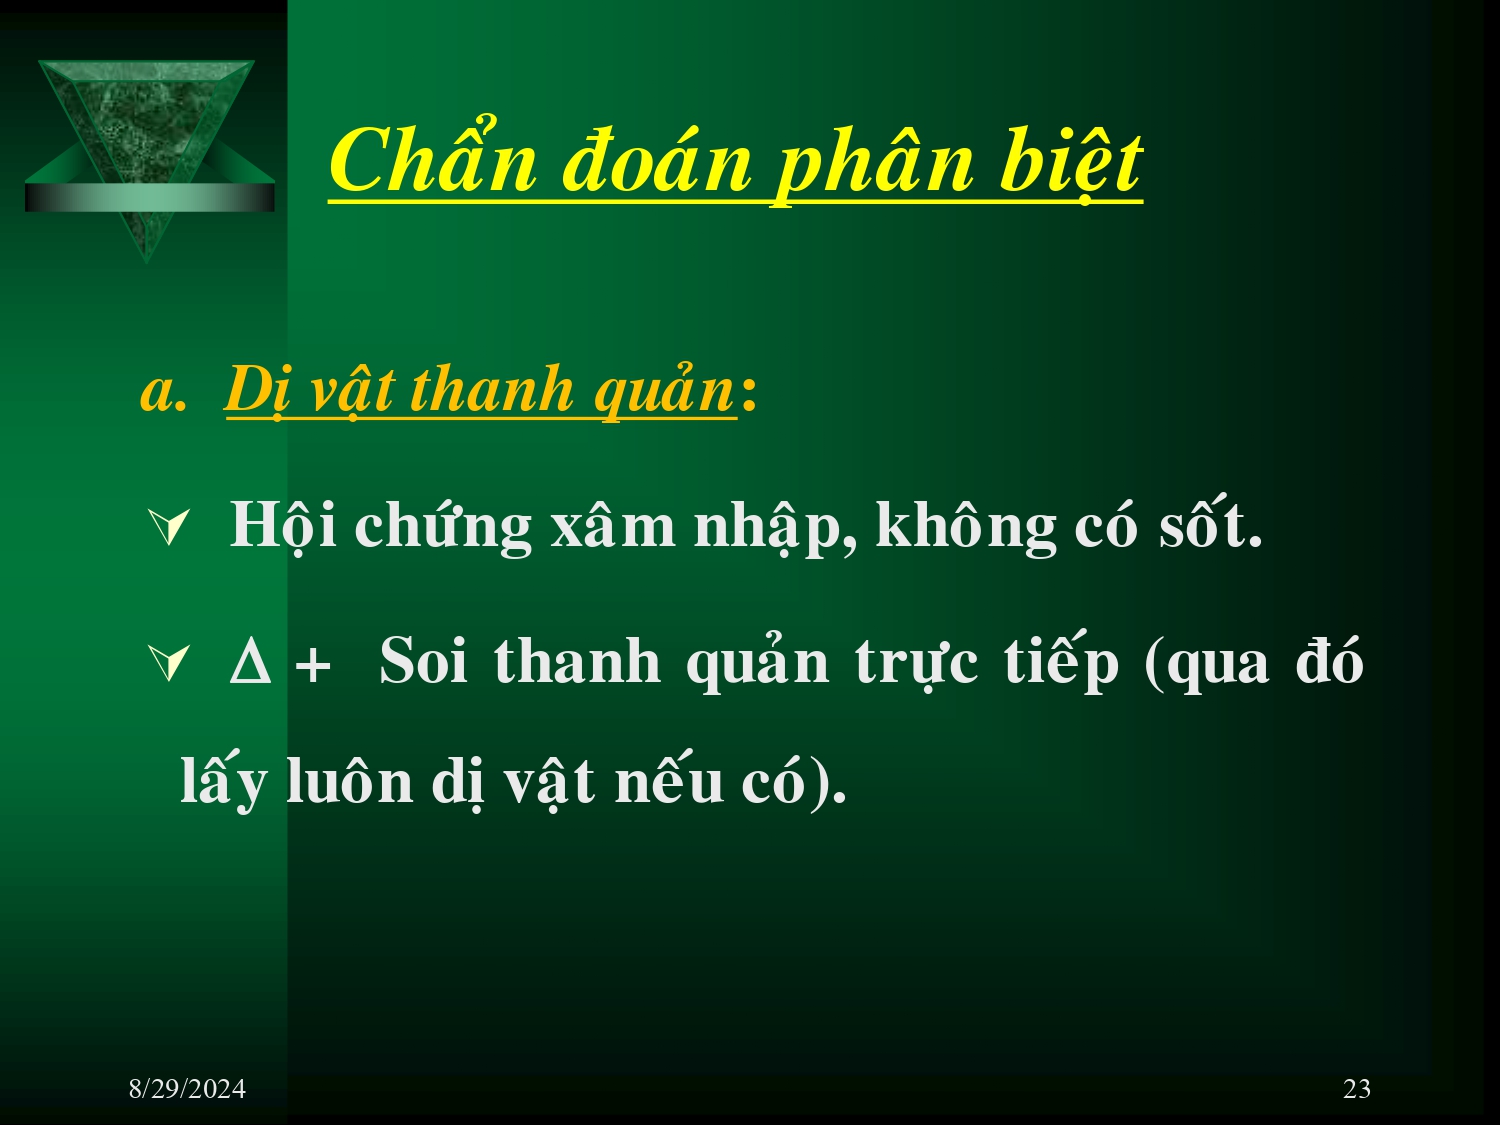 Chẩn đoán phân biệt
a. Dị vật thanh quản:
Hội chứng xâm nhập, không có sốt.
Δ + Soi thanh quản trực tiếp (qua đó
lấy luôn dị vật nếu có).
8/29/2024
23